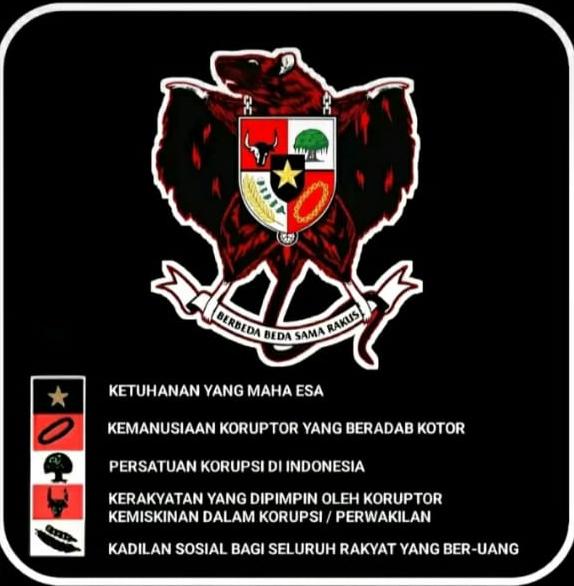 BERBEDA BEDA SAMA RAKUS
KETUHANAN YANG MAHA ESA
KEMANUSIAAN KORUPTOR YANG BERADAB KOTOR
PERSATUAN KORUPSI DI INDONESIA
KERAKYATAN YANG DIPIMPIN OLEH KORUPTOR
KEMISKINAN DALAM KORUPSI / PERWAKILAN
KADILAN SOSIAL BAGI SELURUH RAKYAT YANG BER-UANG